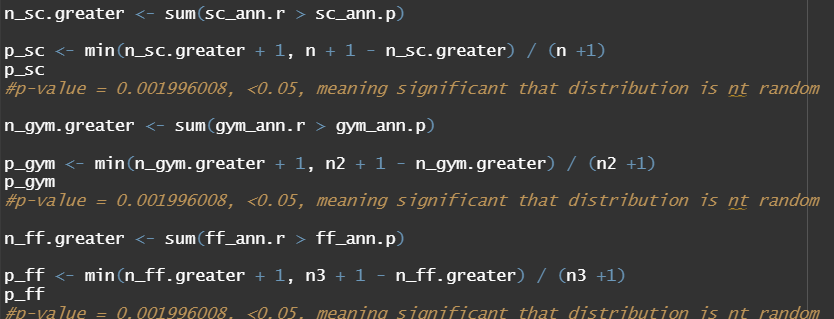 n_sc.greater <- sum(sc_ann.r > sc_ann.p)
p_sc <- min(n_sc.greater + 1, n + 1 - n_sc.greater) / (n +1)
p_sc
#p-value = 0.001996008, <0.05, meaning significant that distribution is nt random
n_gym.greater <- sum(gym_ann.r > gym_ann.p)
p_gym <- min(n_gym.greater + 1, n2 + 1 - n_gym.greater) / (n2 +1)
p_gym
#p-value = 0.001996008, <0.05, meaning significant that distribution is nt random
n_ff.greater <- sum(ff_ann.r > ff_ann.p)
p_ff <- min(n_ff.greater + 1, n3 + 1 - n_ff.greater) / (n3 +1)
p_ff
#p-value = 0.001996008, <0.05, meaning significant that distribution is nt random